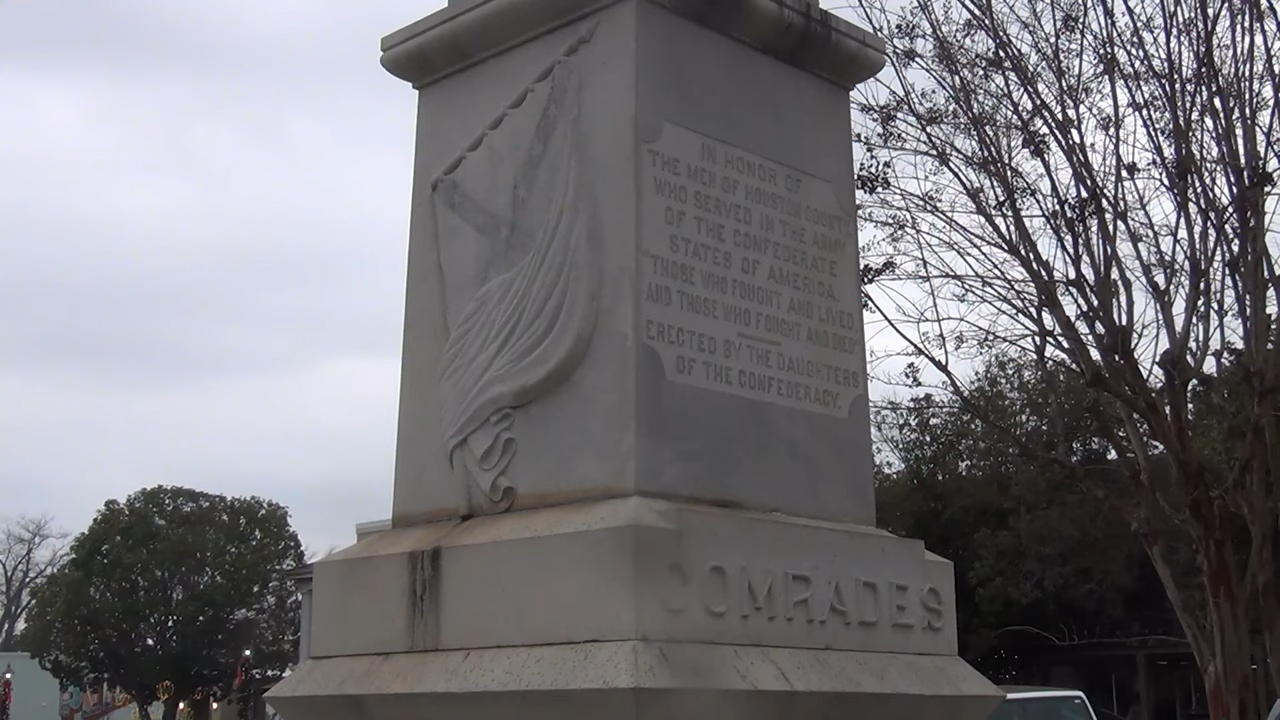 IN HONOR OF
THE MEN OF HOUSTON COUNTY,
WHO SERVED IN THE ARMY
OF THE CONFEDERATE
STATES OF AMERICA.
"THOSE WHO FOUGHT AND LIVED,
AND THOSE WHO FOUGHT AND DIED"
ERECTED BY THE DAUGHTERS
OF THE CONFEDERACY.
COMRADES